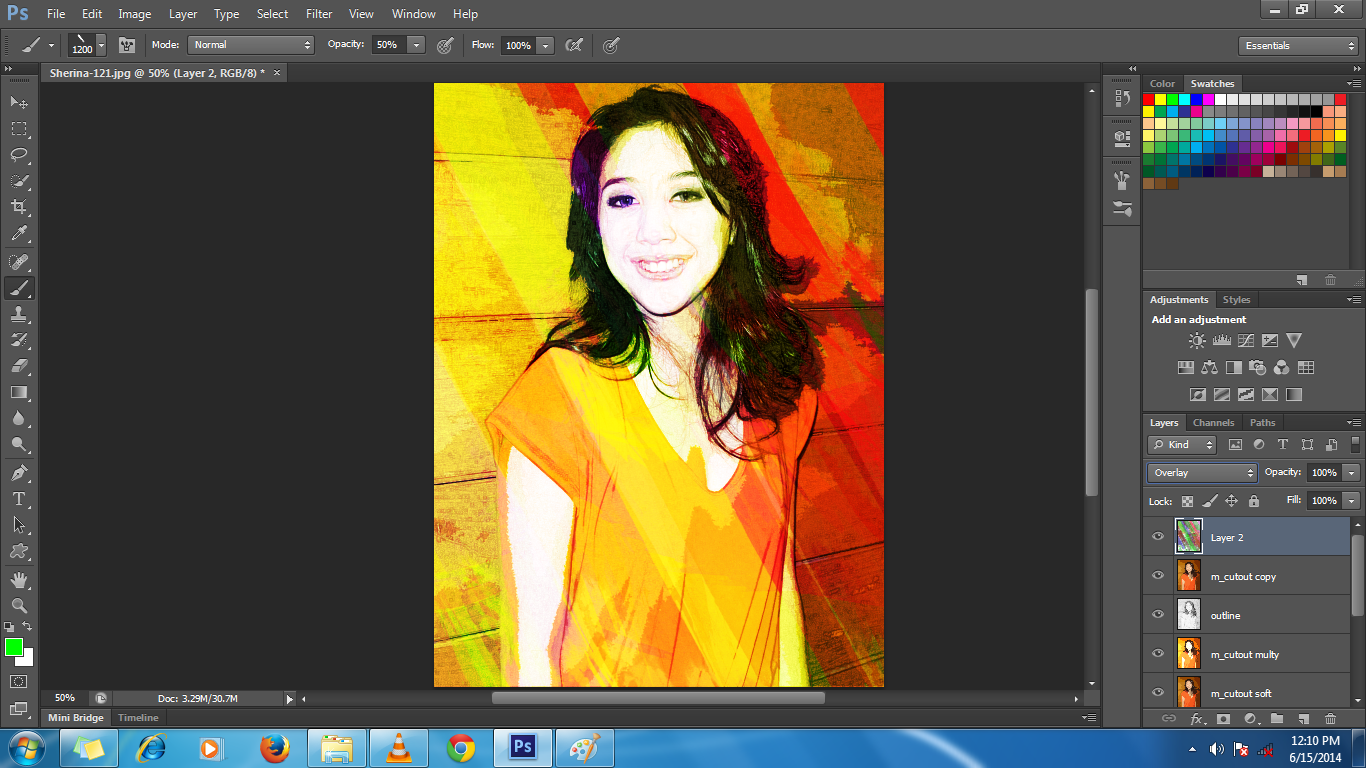 Ps File Edit Image Layer Type Select Filter View Window Help
1200 Mode: Normal Opacity: 50% Flow: 100% Essentials
Sherina-121.jpg @ 50% (Layer 2, RGB/8) * ×
Color Swatches
Adjustments Styles
Add an adjustment
Layers Channels Paths
Kind T
Overlay Opacity: 100%
Lock: Fill: 100%
Layer 2
m_cutout copy
outline
m_cutout multy
m_cutout soft
fx
T
50% Doc: 3.29M/30.7M
Mini Bridge Timeline
Ps
12:10 PM
6/15/2014